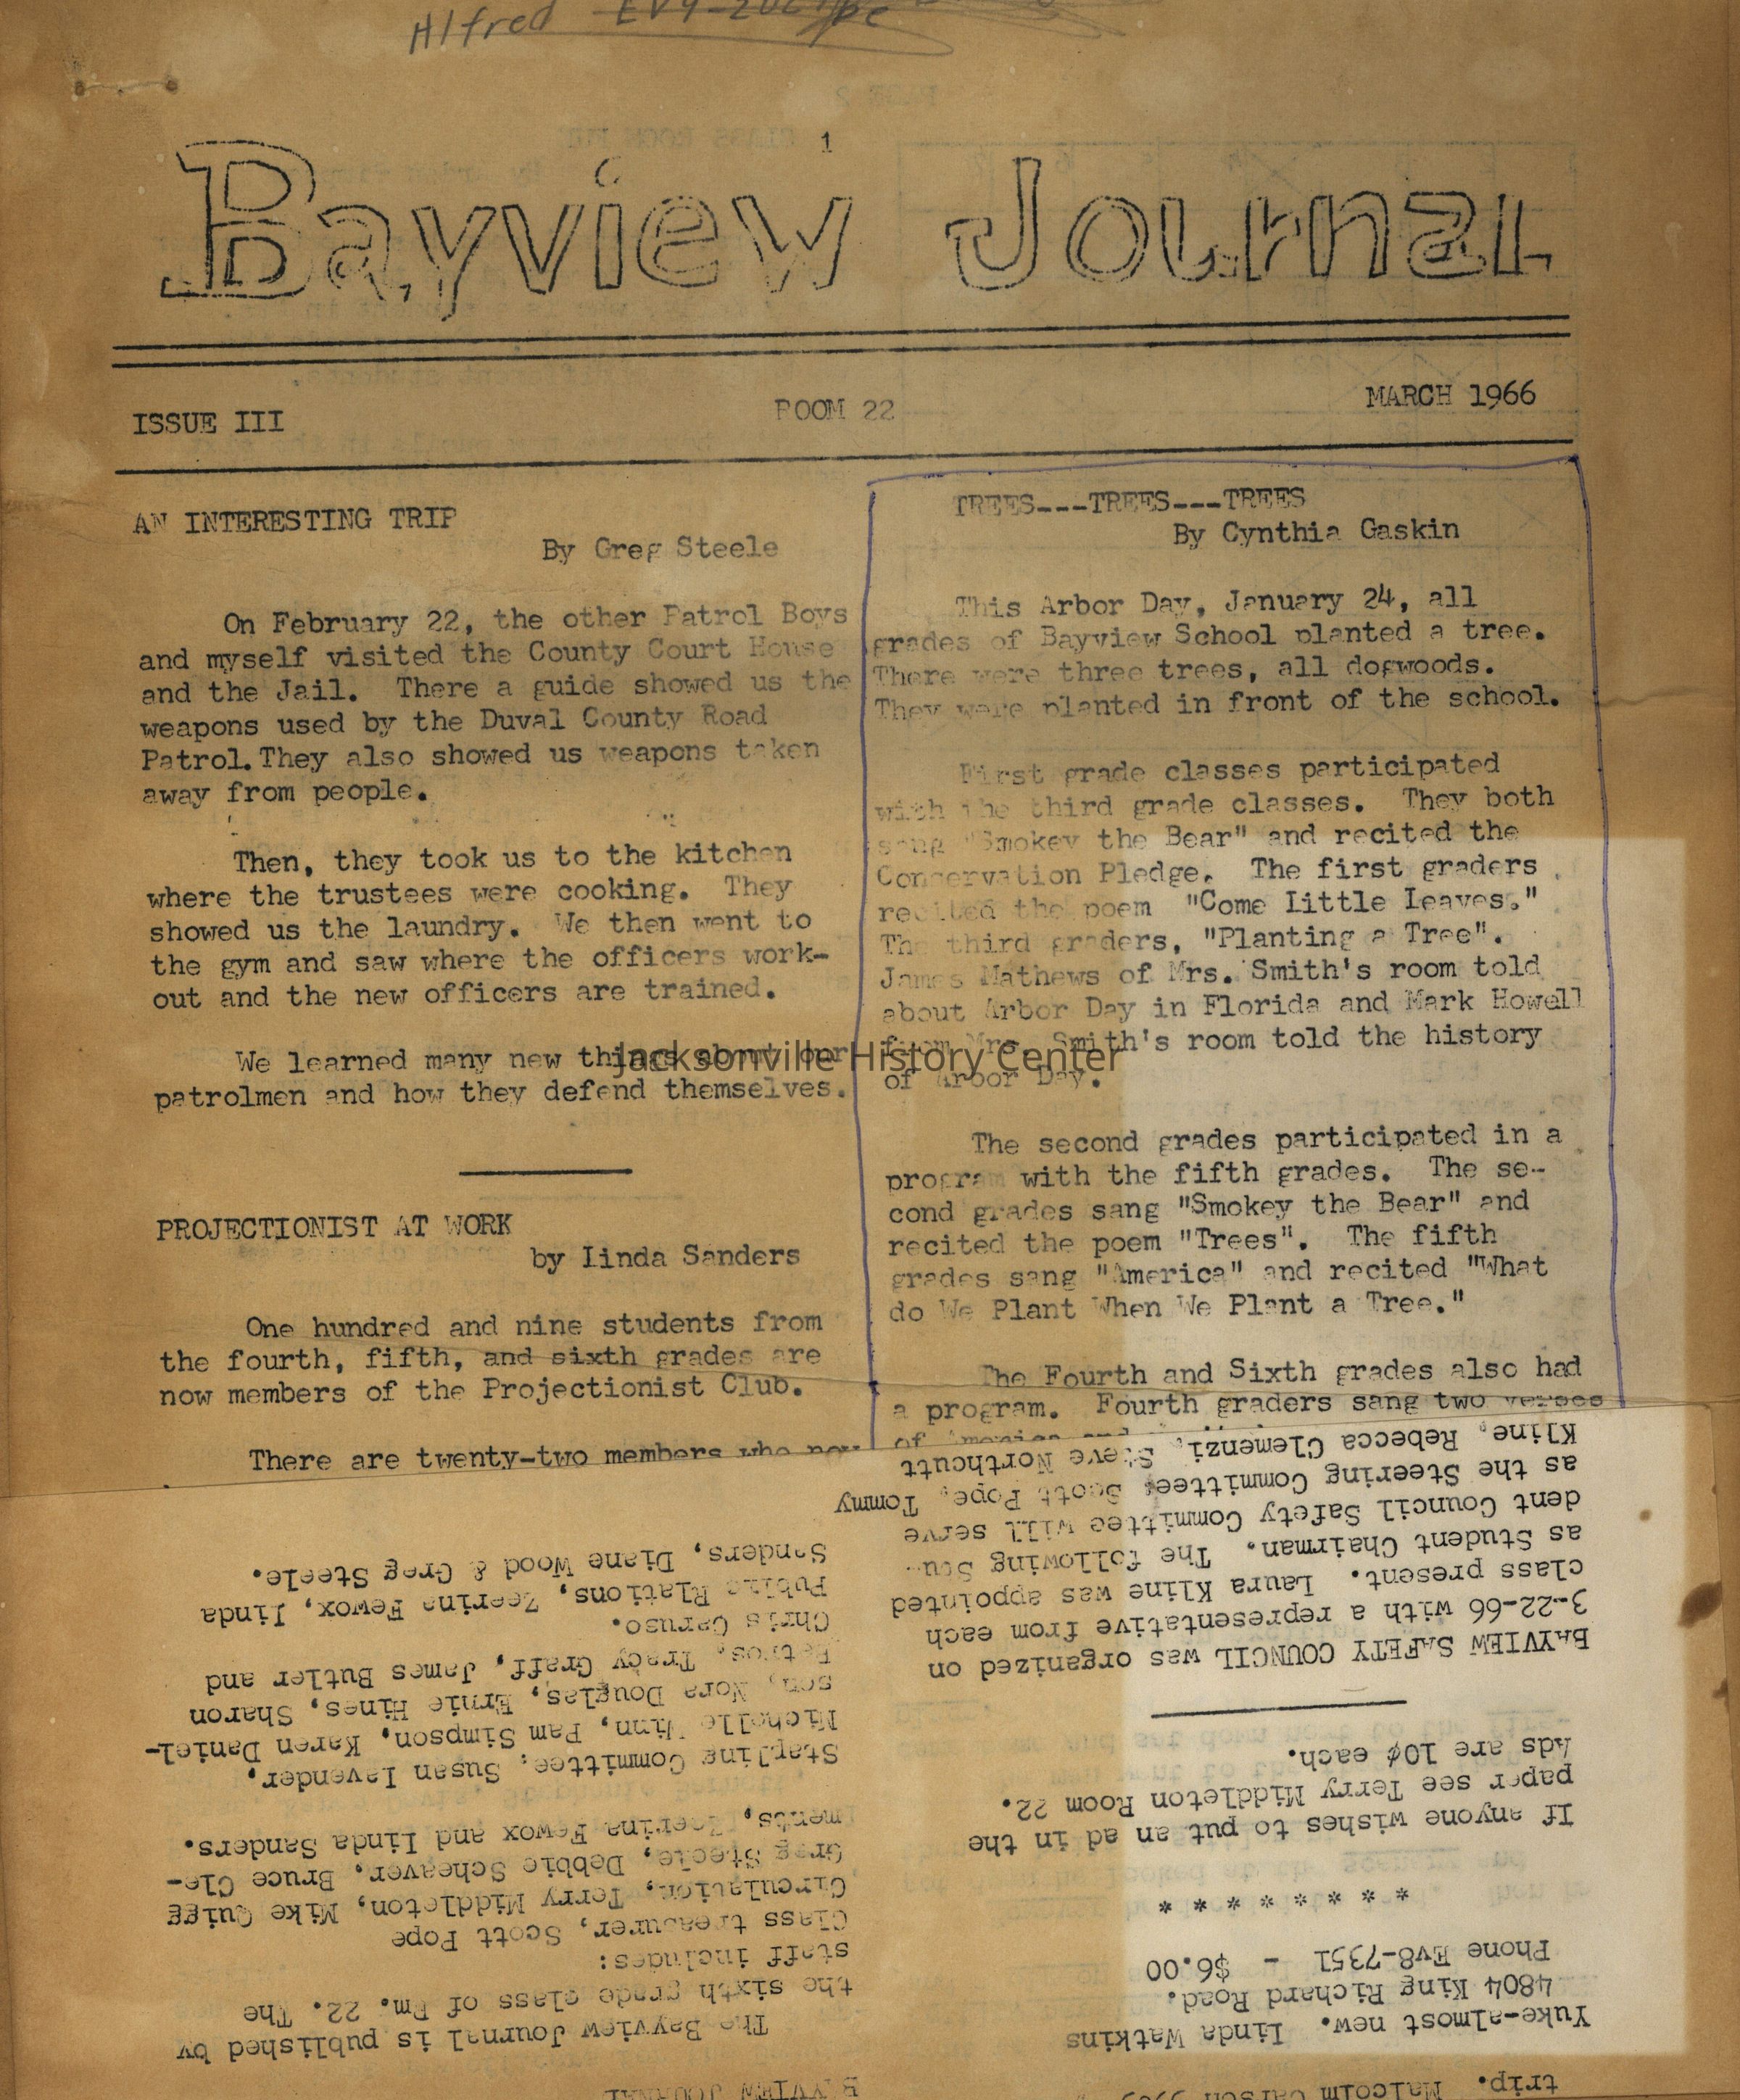 Alfred
1
Bayview Journal
ISSUE III
ROOM 22
MARCH 1966
AN INTERESTING TRIP
By Greg Steele
On February 22, the other Patrol Boys
and myself visited the County Court House
and the Jail. There a guide showed us the
weapons used by the Duval County Road
Patrol. They also showed us weapons taken
away from people.
Then, they took us to the kitchen
where the trustees were cooking. They
showed us the laundry. We then went to
the gym and saw where the officers work-
out and the new officers are trained.
We learned many new things about our
patrolmen and how they defend themselves.
PROJECTIONIST AT WORK
by Linda Sanders
One hundred and nine students from
the fourth, fifth, and sixth grades are
now members of the Projectionist Club.
There are twenty-two members who now
TREES---TREES---TREES
By Cynthia Gaskin
This Arbor Day, January 24, all
grades of Bayview School planted a tree.
There were three trees, all dogwoods.
They were planted in front of the school.
First grade classes participated
with the third grade classes. They both
sang "Smokey the Bear" and recited the
Conservation Pledge. The first graders
recited the poem "Come Little Leaves."
The third graders, "Planting a Tree".
James Mathews of Mrs. Smith's room told
about Arbor Day in Florida and Mark Howell
from Mrs. Smith's room told the history
of Arbor Day.
The second grades participated in a
program with the fifth grades. The se-
cond grades sang "Smokey the Bear" and
recited the poem "Trees". The fifth
grades sang "America" and recited "What
do We Plant When We Plant a Tree."
The Fourth and Sixth grades also had
a program. Fourth graders sang two verses
of America and
Jacksonville History Center
trip. Malcolm Carson
Yuke-almost new. Linda Watkins
4804 King Richard Road.
Phone Ev8-7351 - $6.00
* * * * * * * *
If anyone wishes to put an ad in the
paper see Terry Middleton Room 22.
Ads are 10¢ each.
BAYVIEW SAFETY COUNCIL was organized on
3-22-66 with a representative from each
class present. Laura Kline was appointed
as Student Chairman. The following Stu-
dent Council Safety Committee will serve
as the Steering Committee: Scott Pope, Tommy
Kline, Rebecca Clemenzi, Steve Northcutt
BAYVIEW JOURNAL
The Bayview Journal is published by
the sixth grade class of Rm. 22. The
staff includes:
Class treasurer, Scott Pope
Circulation, Terry Middleton, Mike Quigg
Greg Steele, Debbie Scheaver, Bruce Cle-
ments, Zeerina Fewox and Linda Sanders.
Stapling Committee: Susan Lavender,
Michelle Winn, Pam Simpson, Karen Daniel-
son, Nora Douglas, Ernie Hines, Sharon
Petros, Tracy Graff, James Butler and
Chris Caruso.
Public Rlations, Zeerina Fewox, Linda
Sanders, Diane Wood & Greg Steele.